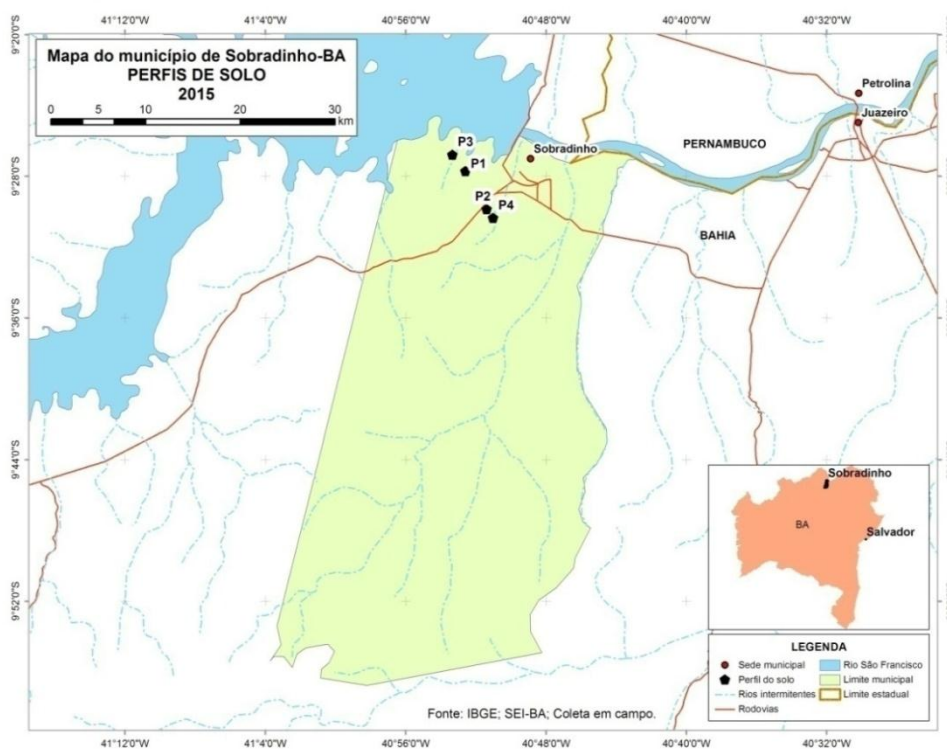 41°12'0"W 41°4'0"W 40°56'0"W 40°48'0"W 40°40'0"W 40°32'0"W
9°20'0"S
Mapa do município de Sobradinho-BA
PERFIS DE SOLO
2015
0 5 10 20 30
km
Petrolina
Juazeiro
PERNAMBUCO
Sobradinho
P3
P1
9°28'0"S
P2
P4
BAHIA
9°36'0"S
9°44'0"S
Sobradinho
BA
Salvador
9°52'0"S
LEGENDA
Sede municipal Rio São Francisco
Perfil do solo Limite municipal
Rios intermitentes Limite estadual
Rodovias
Fonte: IBGE; SEI-BA; Coleta em campo.
41°12'0"W 41°4'0"W 40°56'0"W 40°48'0"W 40°40'0"W 40°32'0"W